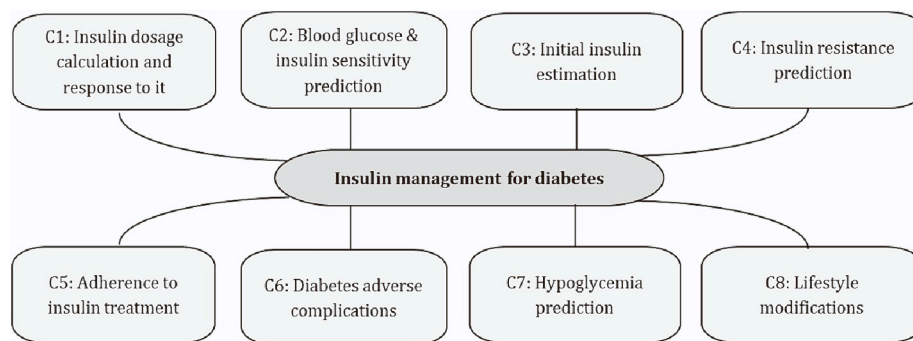 C1: Insulin dosage
calculation and
response to it
C2: Blood glucose &
insulin sensitivity
prediction
C3: Initial insulin
estimation
C4: Insulin resistance
prediction
Insulin management for diabetes
C5: Adherence to
insulin treatment
C6: Diabetes adverse
complications
C7: Hypoglycemia
prediction
C8: Lifestyle
modifications